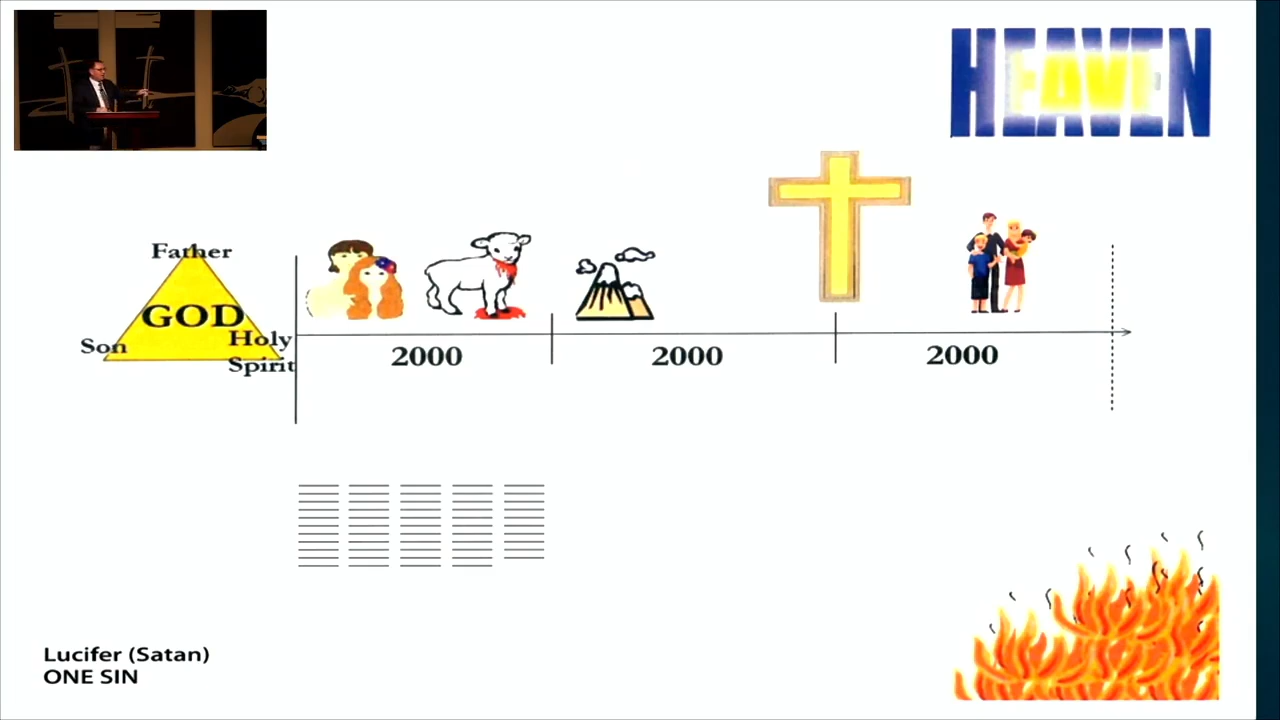 HEAVEN
Father
GOD
Son
Holy
Spirit
2000
2000
2000
Lucifer (Satan)
ONE SIN